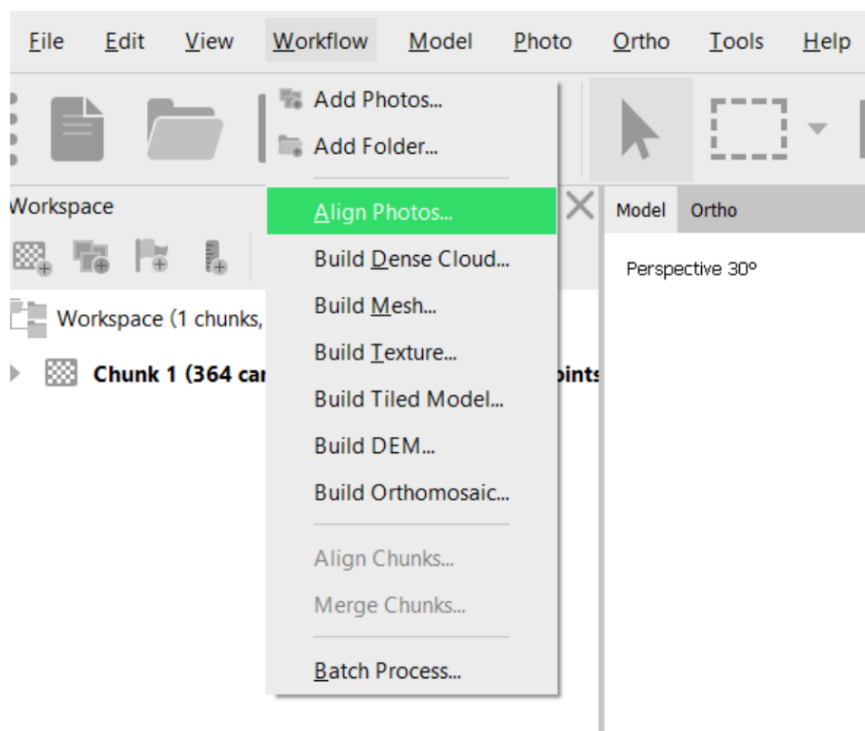 File Edit View Workflow Model Photo Ortho Tools Help
Add Photos...
Add Folder...
Workspace
Align Photos...
Model Ortho
Build Dense Cloud...
Perspective 30°
Build Mesh...
Workspace (1 chunks,
Build Texture...
Chunk 1 (364
Build Tiled Model...
Build DEM...
Build Orthomosaic...
Align Chunks...
Merge Chunks...
Batch Process...